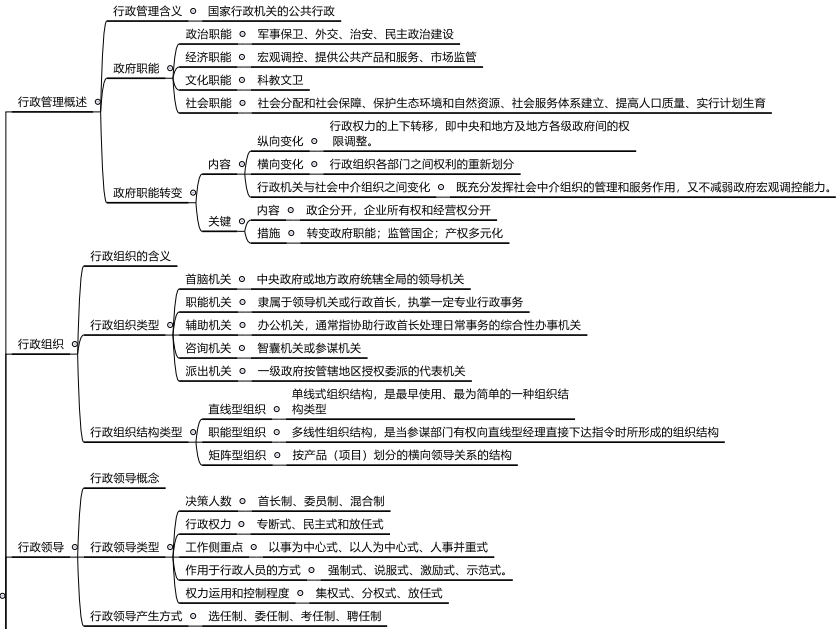 行政管理含义 国家行政机关的公共行政
政治职能 军事保卫、外交、治安、民主政治建设
经济职能 宏观调控、提供公共产品和服务、市场监管
政府职能
文化职能 科教文卫
行政管理概述
社会职能 社会分配和社会保障、保护生态环境和自然资源、社会服务体系建立、提高人口质量、实行计划生育
行政权力的上下转移，即中央和地方及地方各级政府间的权
限调整。
纵向变化
内容
横向变化 行政组织各部门之间权利的重新划分
行政机关与社会中介组织之间变化 既充分发挥社会中介组织的管理和服务作用，又不减弱政府宏观调控能力。
政府职能转变
内容 政企分开，企业所有权和经营权分开
关键
措施 转变政府职能；监管国企；产权多元化
行政组织的含义
首脑机关 中央政府或地方政府统辖全局的领导机关
职能机关 隶属于领导机关或行政首长，执掌一定专业行政事务
行政组织类型 辅助机关 办公机关，通常指协助行政首长处理日常事务的综合性办事机关
行政组织
咨询机关 智囊机关或参谋机关
派出机关 一级政府按管辖地区授权委派的代表机关
单线式组织结构，是最早使用、最为简单的一种组织结
构类型
直线型组织
行政组织结构类型 职能型组织 多线性组织结构，是当参谋部门有权向直线型经理直接下达指令时所形成的组织结构
矩阵型组织 按产品（项目）划分的横向领导关系的结构
行政领导概念
决策人数 首长制、委员制、混合制
行政权力 专断式、民主式和放任式
行政领导 行政领导类型 工作侧重点 以事为中心式、以人为中心式、人事并重式
作用于行政人员的方式 强制式、说服式、激励式、示范式。
权力运用和控制程度 集权式、分权式、放任式
行政领导产生方式 选任制、委任制、考任制、聘任制